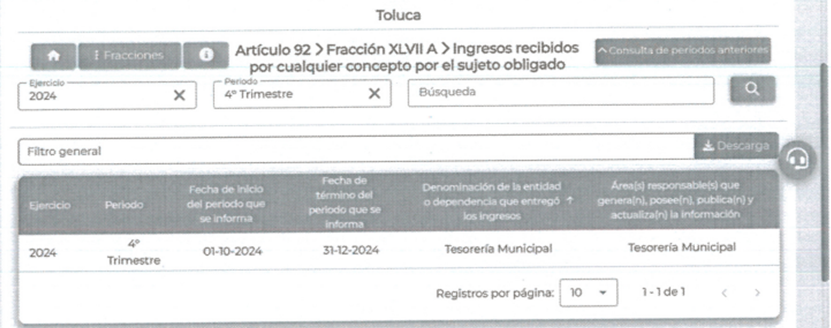 Toluca
Fracciones
Artículo 92 > Fracción XLVII A > Ingresos recibidos
por cualquier concepto por el sujeto obligado
Consulta de periodos anteriores
Ejercicio
2024
Periodo
4º Trimestre
Búsqueda
Filtro general
Descarga
Ejercicio
Periodo
Fecha de inicio
del periodo que
se informa
Fecha de
término del
periodo que se
informa
Denominación de la entidad
o dependencia que entregó ↑
los ingresos
Área(s) responsable(s) que
genera(n), posee(n), publica(n) y
actualiza(n) la información
2024
4º
Trimestre
01-10-2024
31-12-2024
Tesorería Municipal
Tesorería Municipal
Registros por página: 10
1 - 1 de 1